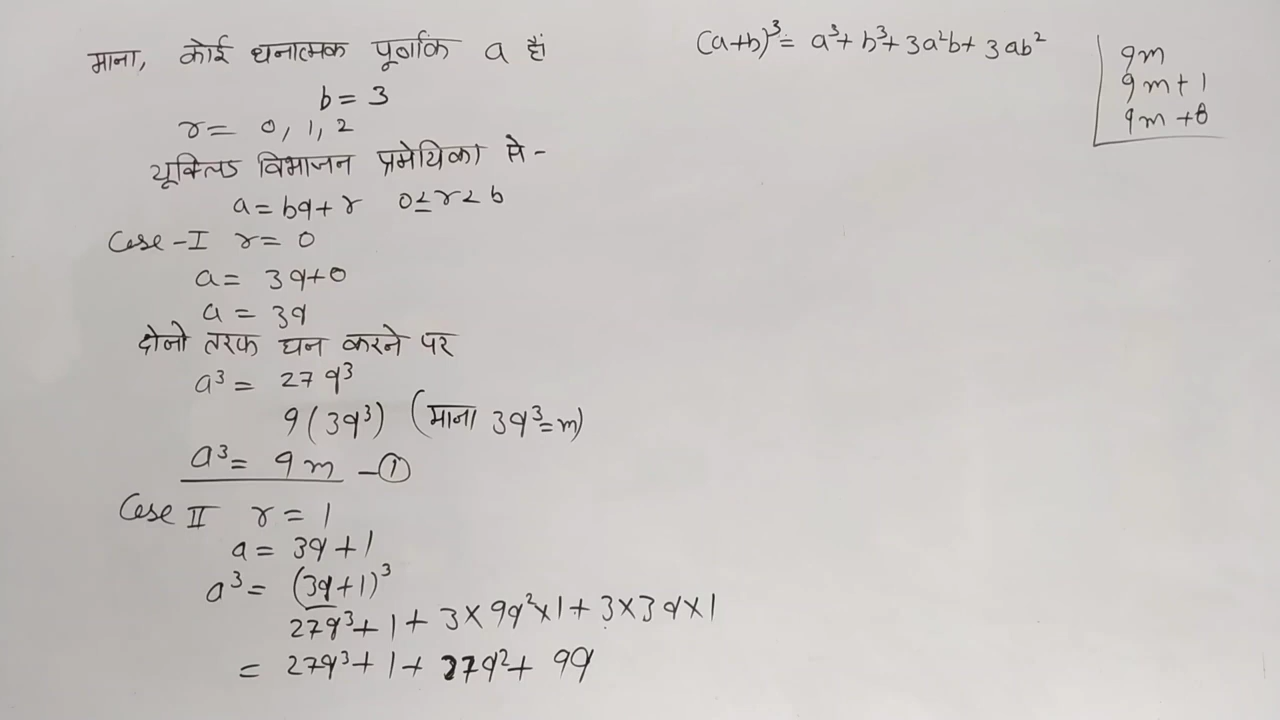 माना, कोई धनात्मक पूर्णांक a हैं
b = 3
r = 0, 1, 2
यूक्लिड विभाजन प्रमेयिका से -
a = bq + r 0 ≤ r < b
Case - I r = 0
a = 3q + 0
a = 3q
दोनो तरफ घन करने पर
a³ = 27q³
9(3q³) (माना 3q³ = m)
a³ = 9m - ①
Case II r = 1
a = 3q + 1
a³ = (3q + 1)³
27q³ + 1 + 3 × 9q² × 1 + 3 × 3q × 1
= 27q³ + 1 + 27q² + 9q
(a + b)³ = a³ + b³ + 3a²b + 3ab²
9m
9m + 1
9m + 8